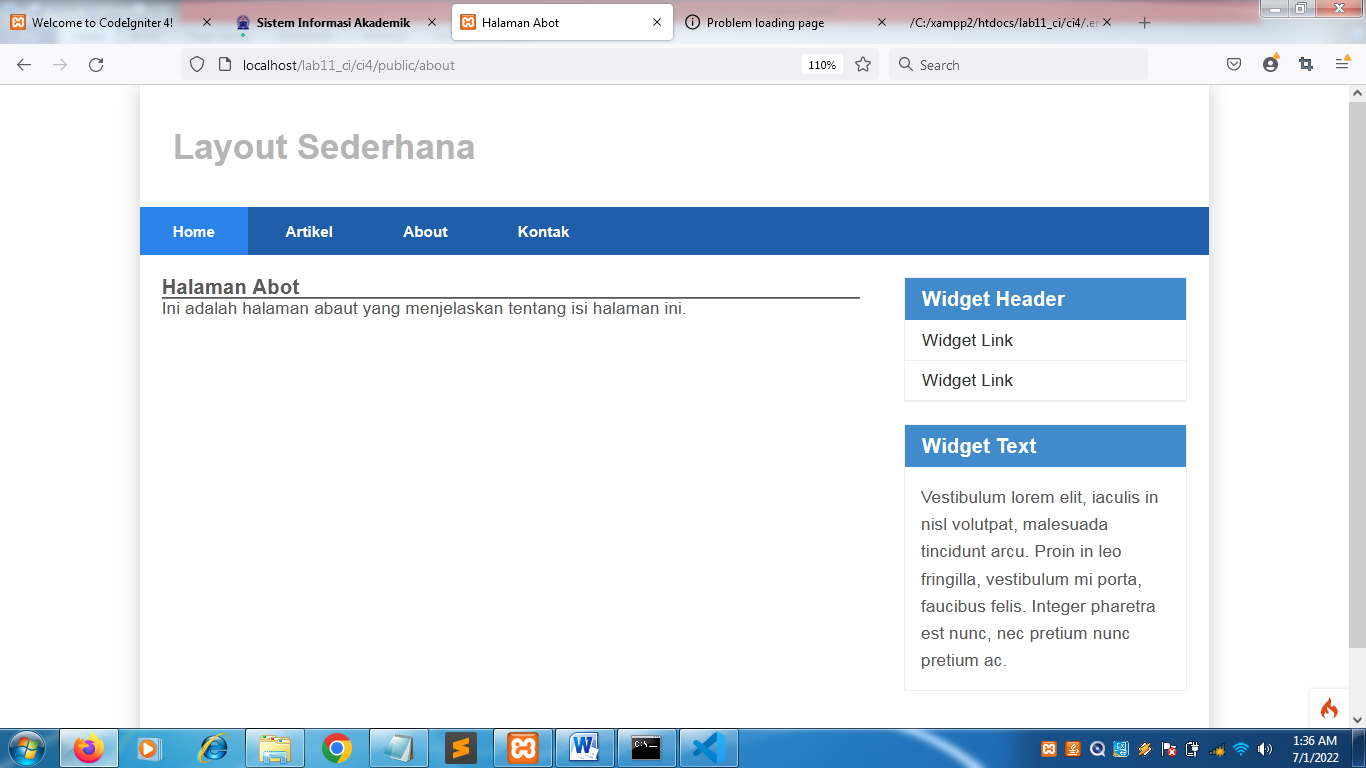 Welcome to CodeIgniter 4!
Sistem Informasi Akademik
Halaman Abot
Problem loading page
/C:/xampp2/htdocs/lab11_ci/ci4/.en
localhost/lab11_ci/ci4/public/about
110%
Search
Layout Sederhana
Home
Artikel
About
Kontak
Halaman Abot
Ini adalah halaman abaut yang menjelaskan tentang isi halaman ini.
Widget Header
Widget Link
Widget Link
Widget Text
Vestibulum lorem elit, iaculis in
nisl volutpat, malesuada
tincidunt arcu. Proin in leo
fringilla, vestibulum mi porta,
faucibus felis. Integer pharetra
est nunc, nec pretium nunc
pretium ac.
1:36 AM
7/1/2022